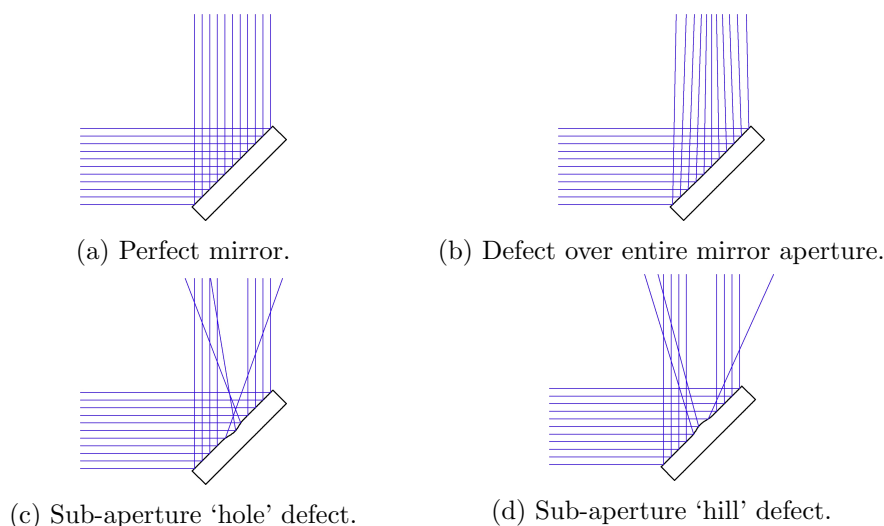 (a) Perfect mirror.
(b) Defect over entire mirror aperture.
(c) Sub-aperture ‘hole’ defect.
(d) Sub-aperture ‘hill’ defect.